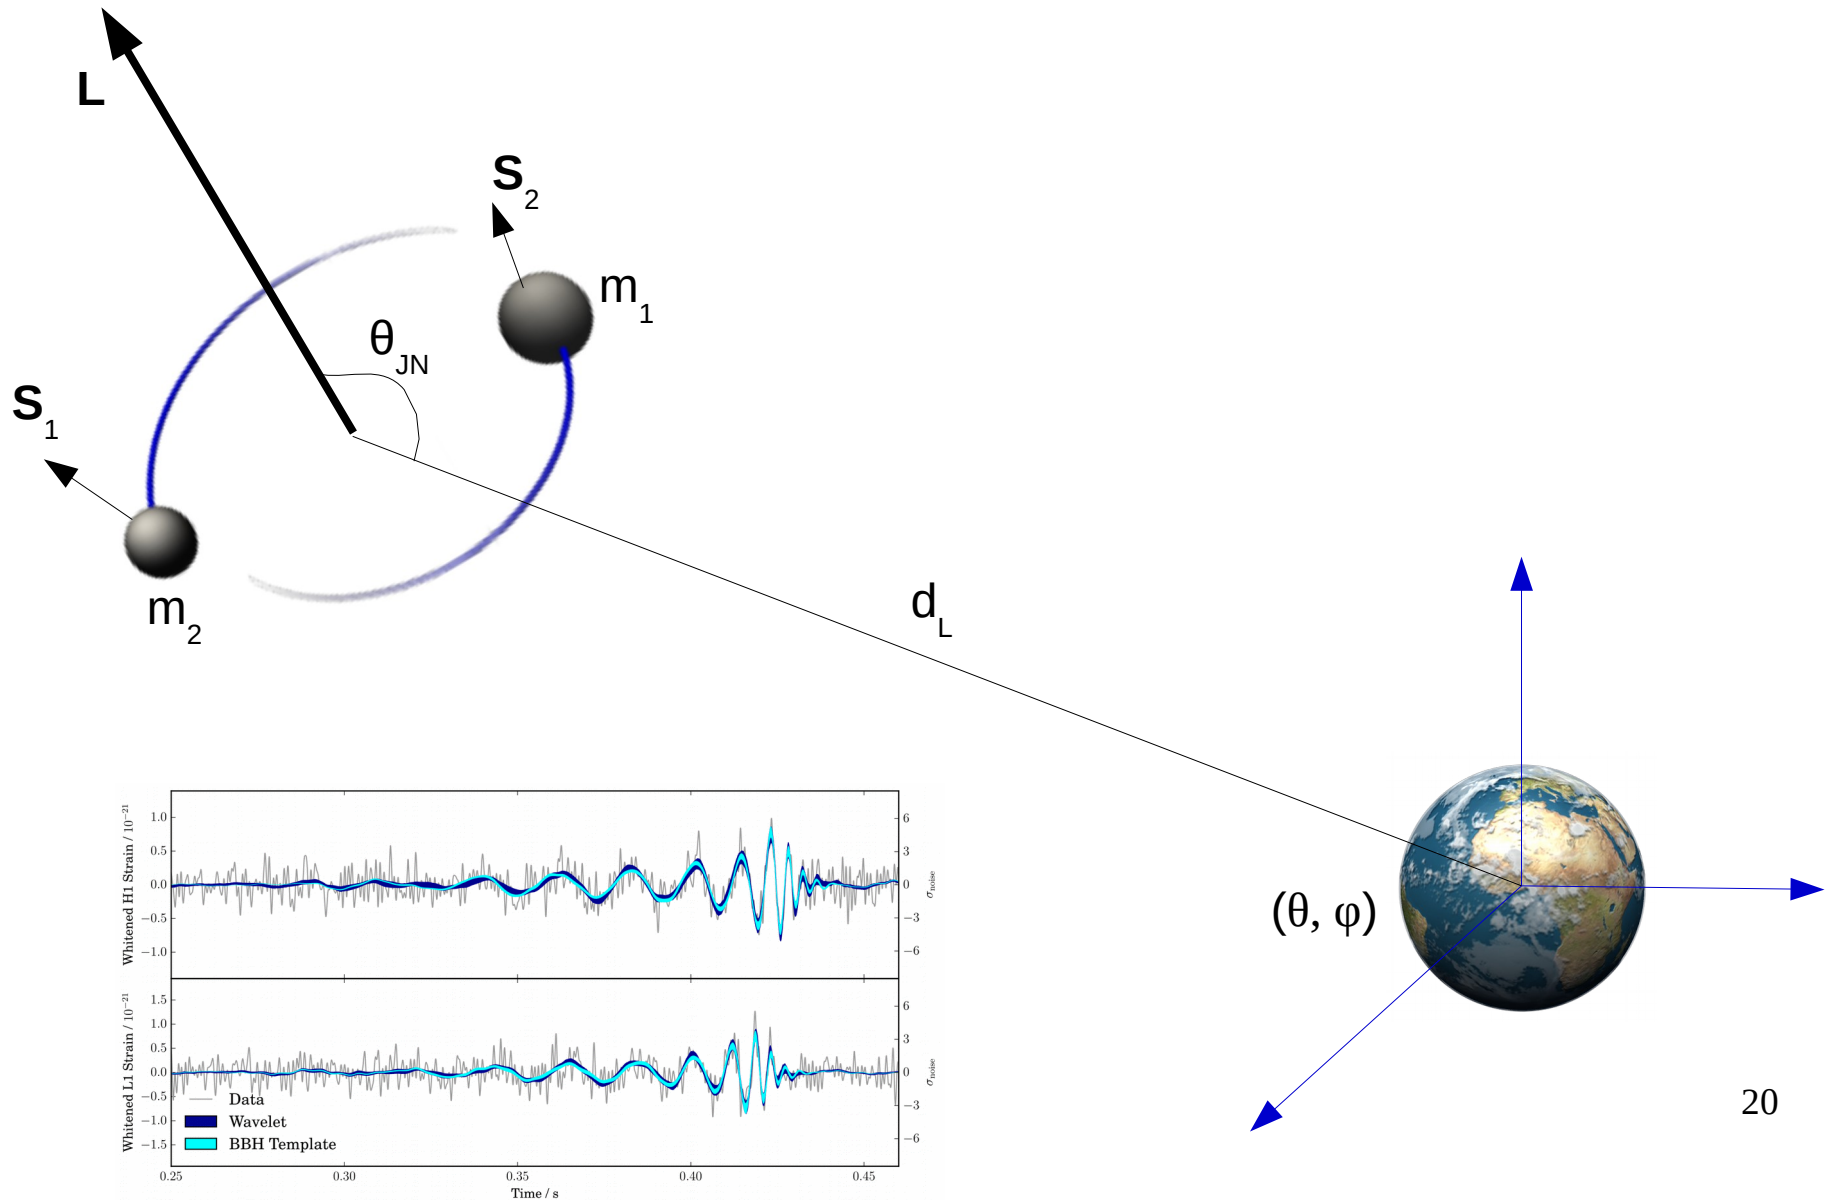 L
S2
m1
θJN
S1
m2
dL
(θ, φ)
Whitened H1 Strain / 10−21
1.0
0.5
0.0
−0.5
−1.0
6
3
0
−3
−6
σnoise
Whitened L1 Strain / 10−21
1.5
1.0
0.5
0.0
−0.5
−1.0
−1.5
6
3
0
−3
−6
σnoise
Data
Wavelet
BBH Template
0.25 0.30 0.35 0.40 0.45
Time / s
20